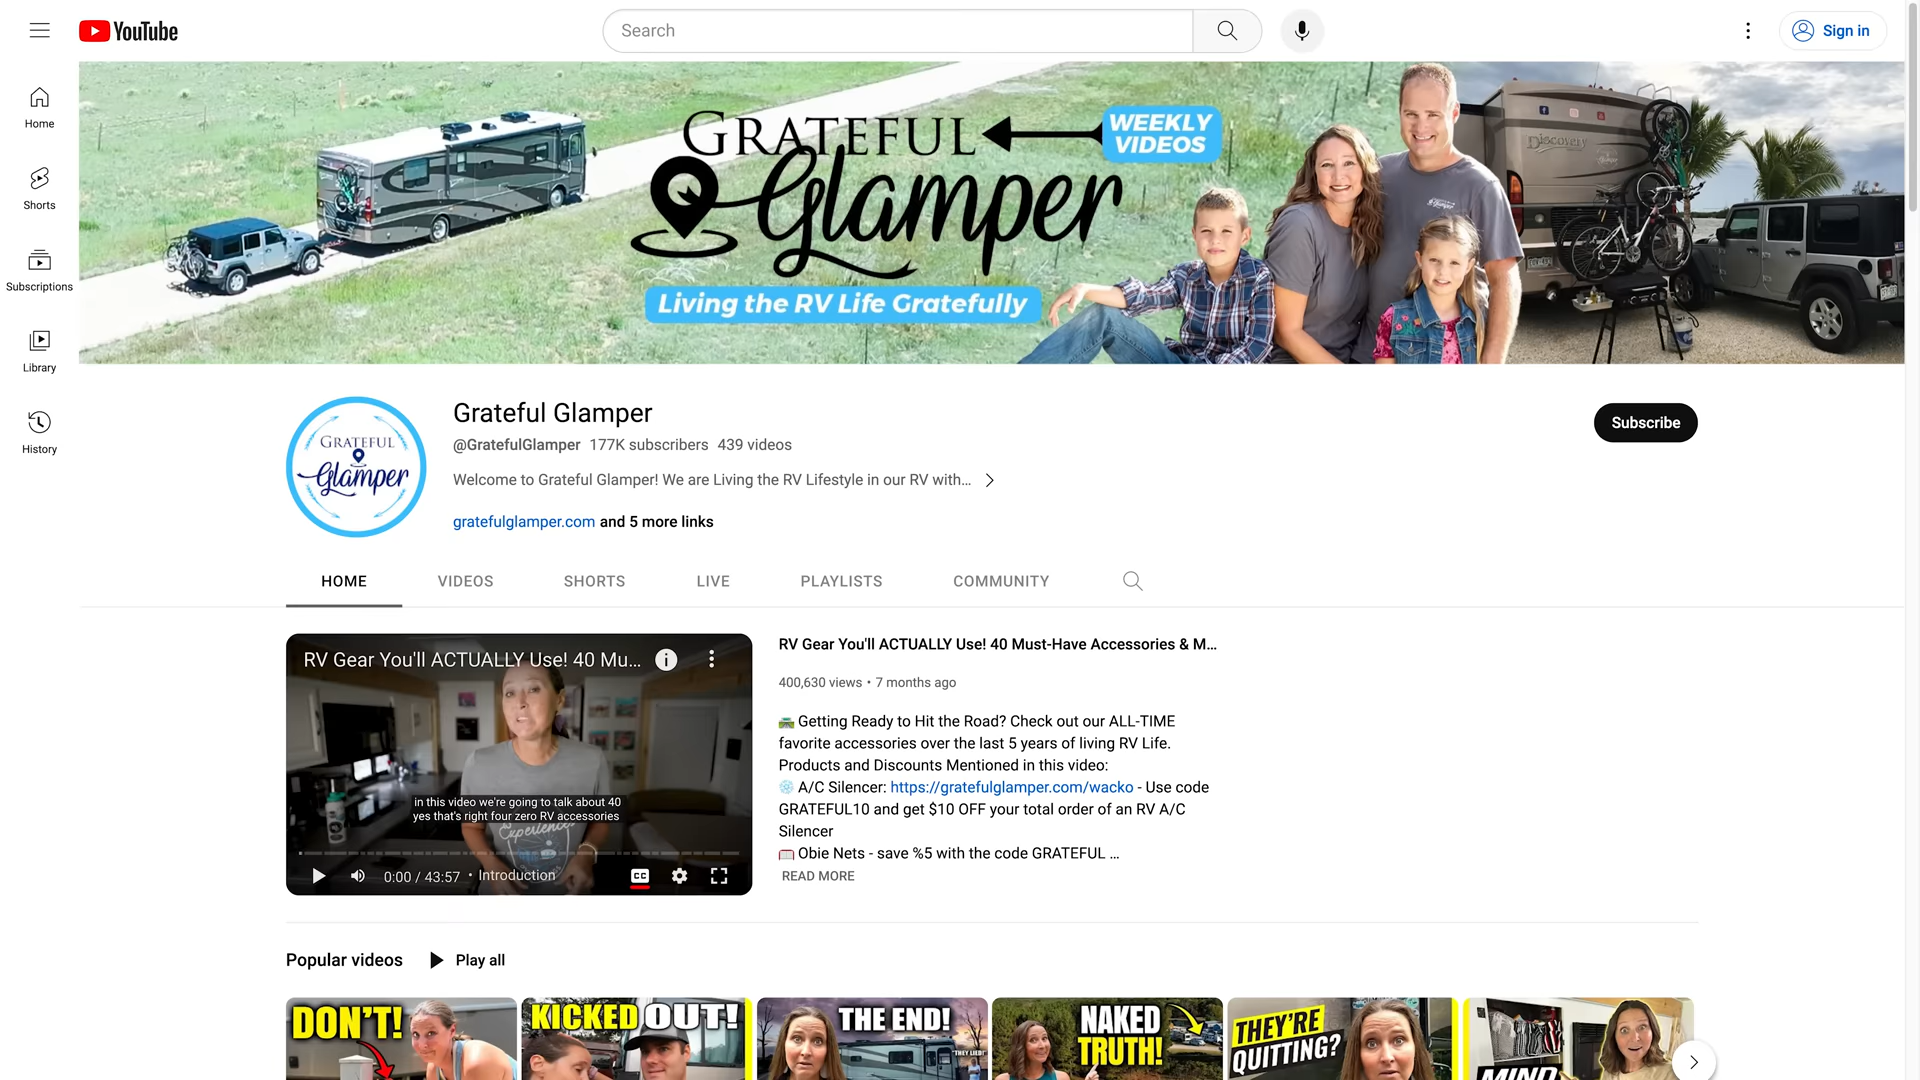 YouTube
Search
Sign in
Home
Shorts
Subscriptions
Library
History
GRATEFUL
Glamper
WEEKLY
VIDEOS
Living the RV Life Gratefully
Discovery
GRATEFUL
Glamper
Grateful Glamper
@GratefulGlamper 177K subscribers 439 videos
Welcome to Grateful Glamper! We are Living the RV Lifestyle in our RV with...
gratefulglamper.com and 5 more links
Subscribe
HOME VIDEOS SHORTS LIVE PLAYLISTS COMMUNITY
RV Gear You'll ACTUALLY Use! 40 Mu...
in this video we're going to talk about 40
yes that's right four zero RV accessories
Experience
0:00 / 43:57 • Introduction
CC
RV Gear You'll ACTUALLY Use! 40 Must-Have Accessories & M...
400,630 views • 7 months ago
Getting Ready to Hit the Road? Check out our ALL-TIME
favorite accessories over the last 5 years of living RV Life.
Products and Discounts Mentioned in this video:
A/C Silencer: https://gratefulglamper.com/wacko - Use code
GRATEFUL10 and get $10 OFF your total order of an RV A/C
Silencer
Obie Nets - save %5 with the code GRATEFUL ...
READ MORE
Popular videos
Play all
DON'T!
KICKED OUT!
THE END!
"THEY LIED!"
NAKED
TRUTH!
THEY'RE
QUITTING?
MIND